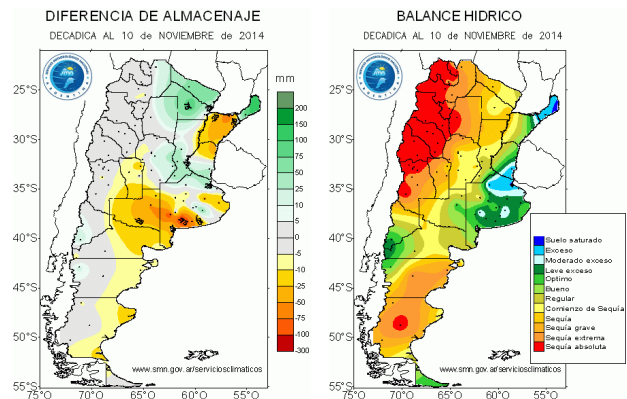 DIFERENCIA DE ALMACENAJE
DECADICA AL 10 de NOVIEMBRE de 2014
mm
200
150
100
75
50
25
10
5
0
-5
-10
-25
-50
-75
-100
-300
25°S
30°S
35°S
40°S
45°S
50°S
55°S
75°O
70°O
65°O
60°O
55°O
www.smn.gov.ar/serviciosclimaticos
BALANCE HIDRICO
DECADICA AL 10 de NOVIEMBRE de 2014
25°S
30°S
35°S
40°S
45°S
50°S
55°S
75°O
70°O
65°O
60°O
55°O
www.smn.gov.ar/serviciosclimaticos
Suelo saturado
Exceso
Moderado exceso
Leve exceso
Optimo
Bueno
Regular
Comienzo de Sequía
Sequía
Sequía grave
Sequía extrema
Sequía absoluta